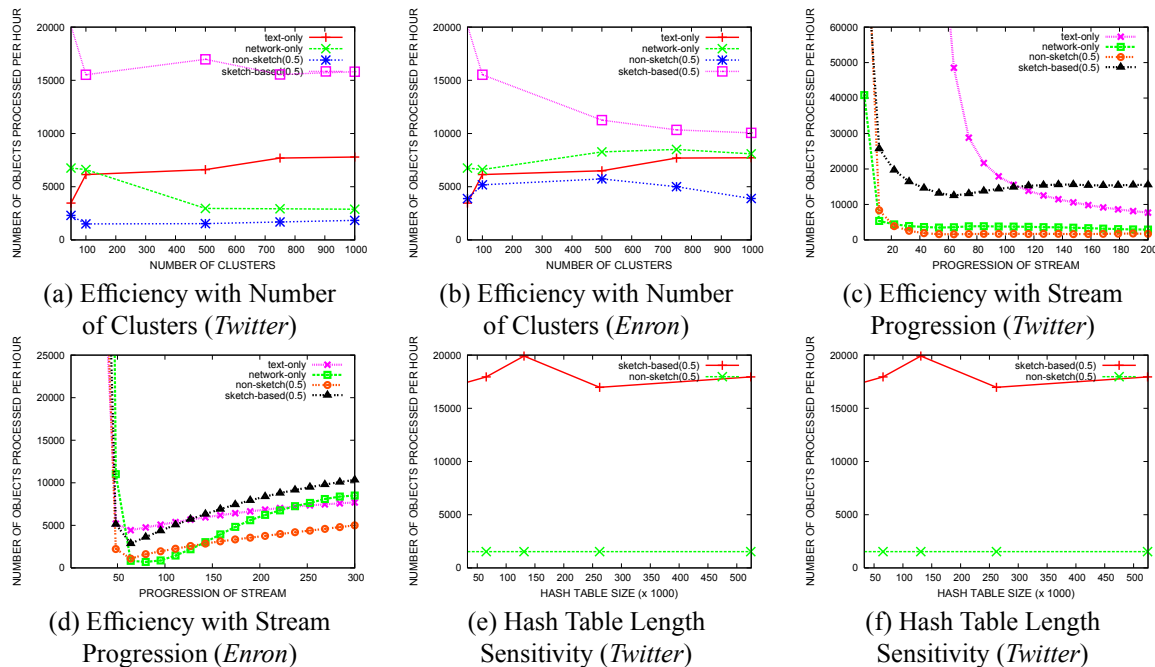 NUMBER OF OBJECTS PROCESSED PER HOUR
20000
15000
10000
5000
0
text-only
network-only
non-sketch(0.5)
sketch-based(0.5)
100 200 300 400 500 600 700 800 900 1000
NUMBER OF CLUSTERS
(a) Efficiency with Number
of Clusters (Twitter)
NUMBER OF OBJECTS PROCESSED PER HOUR
20000
15000
10000
5000
0
text-only
network-only
non-sketch(0.5)
sketch-based(0.5)
100 200 300 400 500 600 700 800 900 1000
NUMBER OF CLUSTERS
(b) Efficiency with Number
of Clusters (Enron)
NUMBER OF OBJECTS PROCESSED PER HOUR
60000
50000
40000
30000
20000
10000
0
text-only
network-only
non-sketch(0.5)
sketch-based(0.5)
20 40 60 80 100 120 140 160 180 200
PROGRESSION OF STREAM
(c) Efficiency with Stream
Progression (Twitter)
NUMBER OF OBJECTS PROCESSED PER HOUR
25000
20000
15000
10000
5000
0
text-only
network-only
non-sketch(0.5)
sketch-based(0.5)
50 100 150 200 250 300
PROGRESSION OF STREAM
(d) Efficiency with Stream
Progression (Enron)
NUMBER OF OBJECTS PROCESSED PER HOUR
20000
15000
10000
5000
0
sketch-based(0.5)
non-sketch(0.5)
50 100 150 200 250 300 350 400 450 500
HASH TABLE SIZE (x 1000)
(e) Hash Table Length
Sensitivity (Twitter)
NUMBER OF OBJECTS PROCESSED PER HOUR
20000
15000
10000
5000
0
sketch-based(0.5)
non-sketch(0.5)
50 100 150 200 250 300 350 400 450 500
HASH TABLE SIZE (x 1000)
(f) Hash Table Length
Sensitivity (Twitter)